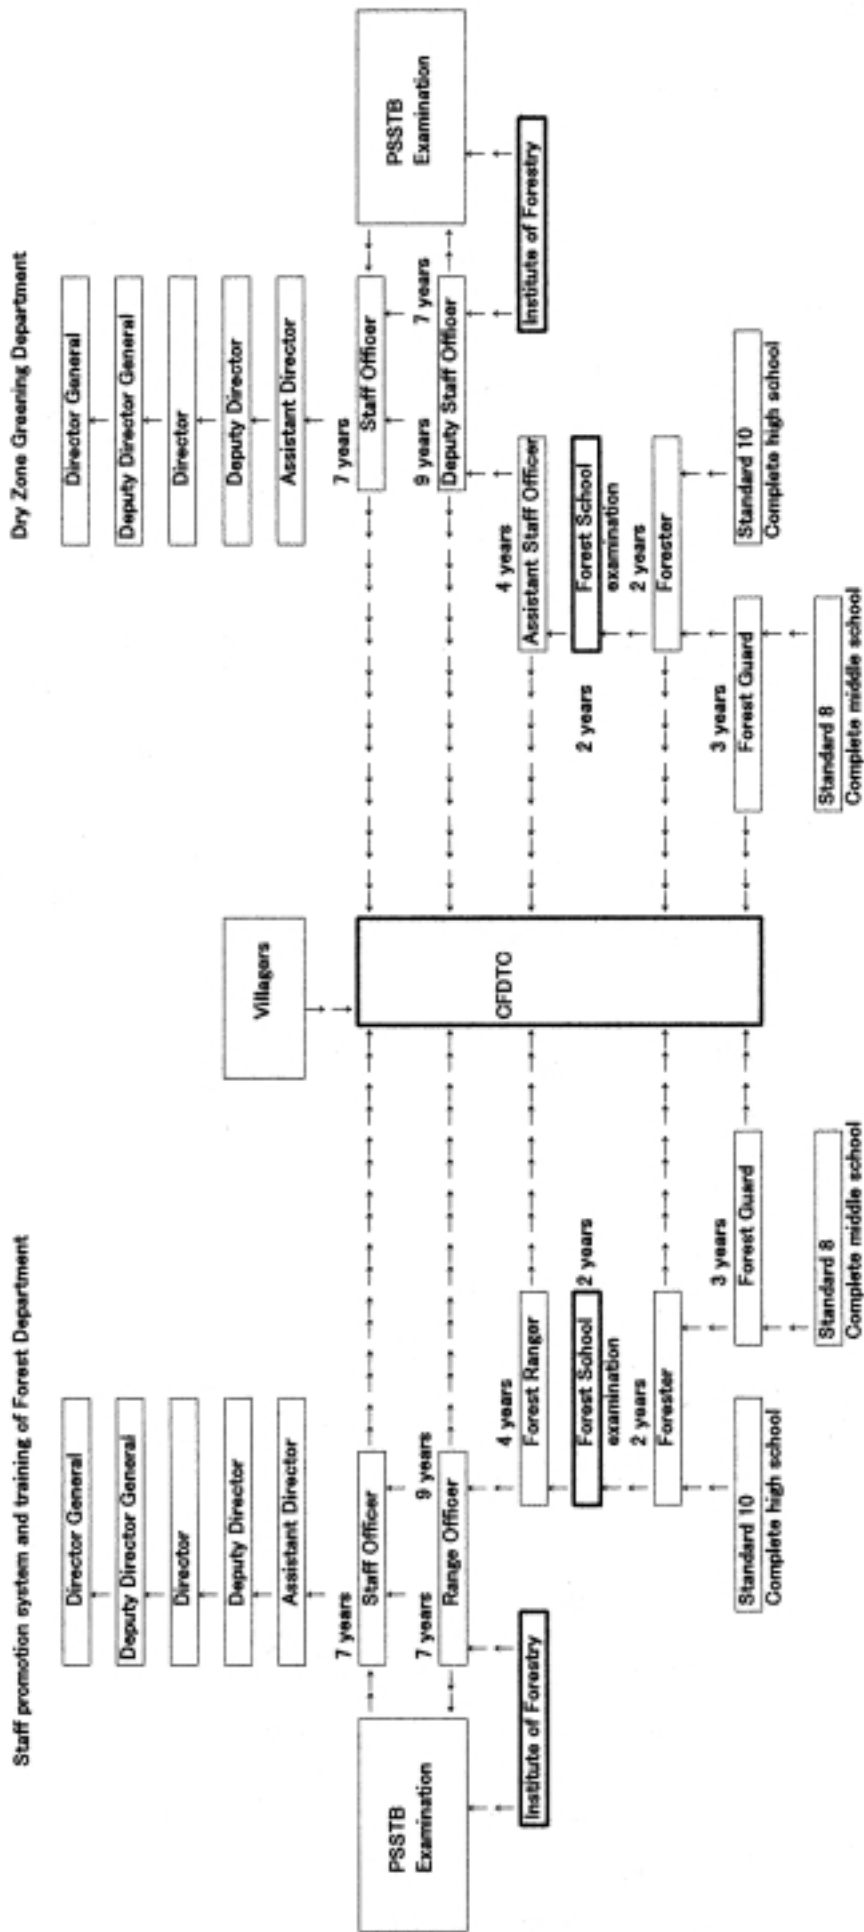 Staff promotion system and training of Forest Department
Dry Zone Greening Department
Director General
Deputy Director General
Director
Deputy Director
Assistant Director
7 years
Staff Officer
7 years
9 years
Range Officer
PSSTB
Examination
Institute of Forestry
4 years
Forest Ranger
Forest School
examination
2 years
2 years
Forester
3 years
Forest Guard
Standard 10
Complete high school
Standard 8
Complete middle school
Villagers
CFDTC
Director General
Deputy Director General
Director
Deputy Director
Assistant Director
7 years
Staff Officer
9 years
7 years
Deputy Staff Officer
PSSTB
Examination
Institute of Forestry
4 years
Assistant Staff Officer
2 years
Forest School
examination
2 years
Forester
3 years
Forest Guard
Standard 8
Complete middle school
Standard 10
Complete high school